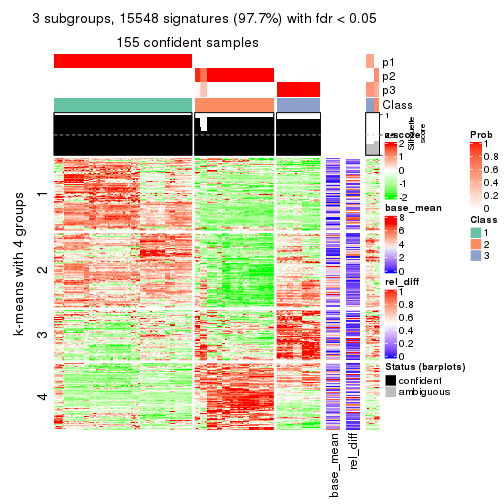 3 subgroups, 15548 signatures (97.7%) with fdr < 0.05
155 confident samples
p1
p2
p3
Class
1
Silhouette
score
k-means with 4 groups
1
2
3
4
base_mean
rel_diff
z-score
2
1
0
-1
-2
base_mean
8
6
4
2
0
rel_diff
1
0.8
0.6
0.4
0.2
0
Status (barplots)
confident
ambiguous
Prob
1
0.8
0.6
0.4
0.2
0
Class
1
2
3